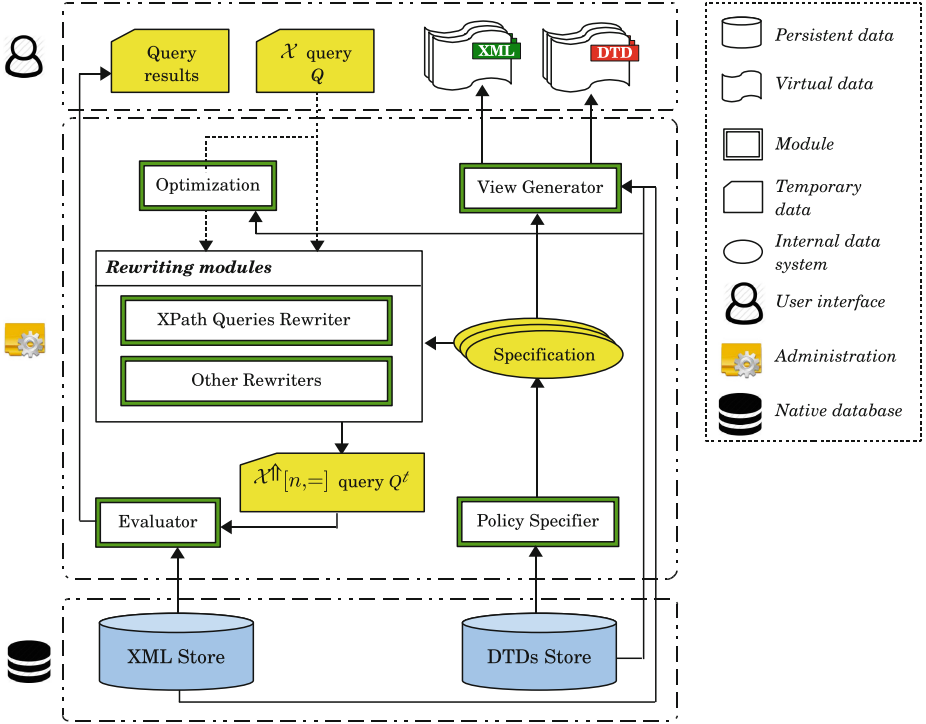 Query
results
𝒳 query
Q
XML
DTD
Optimization
View Generator
Rewriting modules
XPath Queries Rewriter
Other Rewriters
Specification
𝒳⇑[n,=] query Qᵗ
Evaluator
Policy Specifier
XML Store
DTDs Store
Persistent data
Virtual data
Module
Temporary
data
Internal data
system
User interface
Administration
Native database